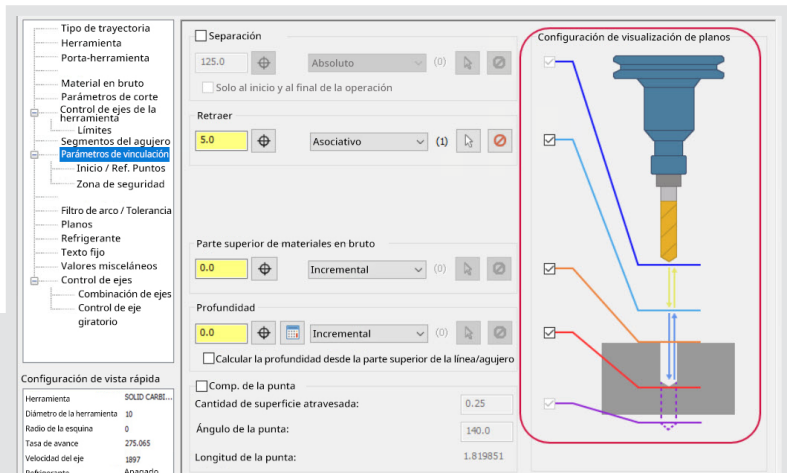 Tipo de trayectoria
Herramienta
Porta-herramienta
Material en bruto
Parámetros de corte
Control de ejes de la
herramienta
Límites
Segmentos del agujero
Parámetros de vinculación
Inicio / Ref. Puntos
Zona de seguridad
Filtro de arco / Tolerancia
Planos
Refrigerante
Texto fijo
Valores misceláneos
Control de ejes
Combinación de ejes
Control de eje
giratorio
Configuración de vista rápida
Herramienta SOLID CARBI...
Diámetro de la herramienta 10
Radio de la esquina 0
Tasa de avance 275.065
Velocidad del eje 1897
Refrigerante Apagado
Separación
125.0 Absoluto (0)
Solo al inicio y al final de la operación
Retraer
5.0 Asociativo (1)
Parte superior de materiales en bruto
0.0 Incremental (0)
Profundidad
0.0 Incremental (0)
Calcular la profundidad desde la parte superior de la línea/agujero
Comp. de la punta
Cantidad de superficie atravesada: 0.25
Ángulo de la punta: 140.0
Longitud de la punta: 1.819851
Configuración de visualización de planos